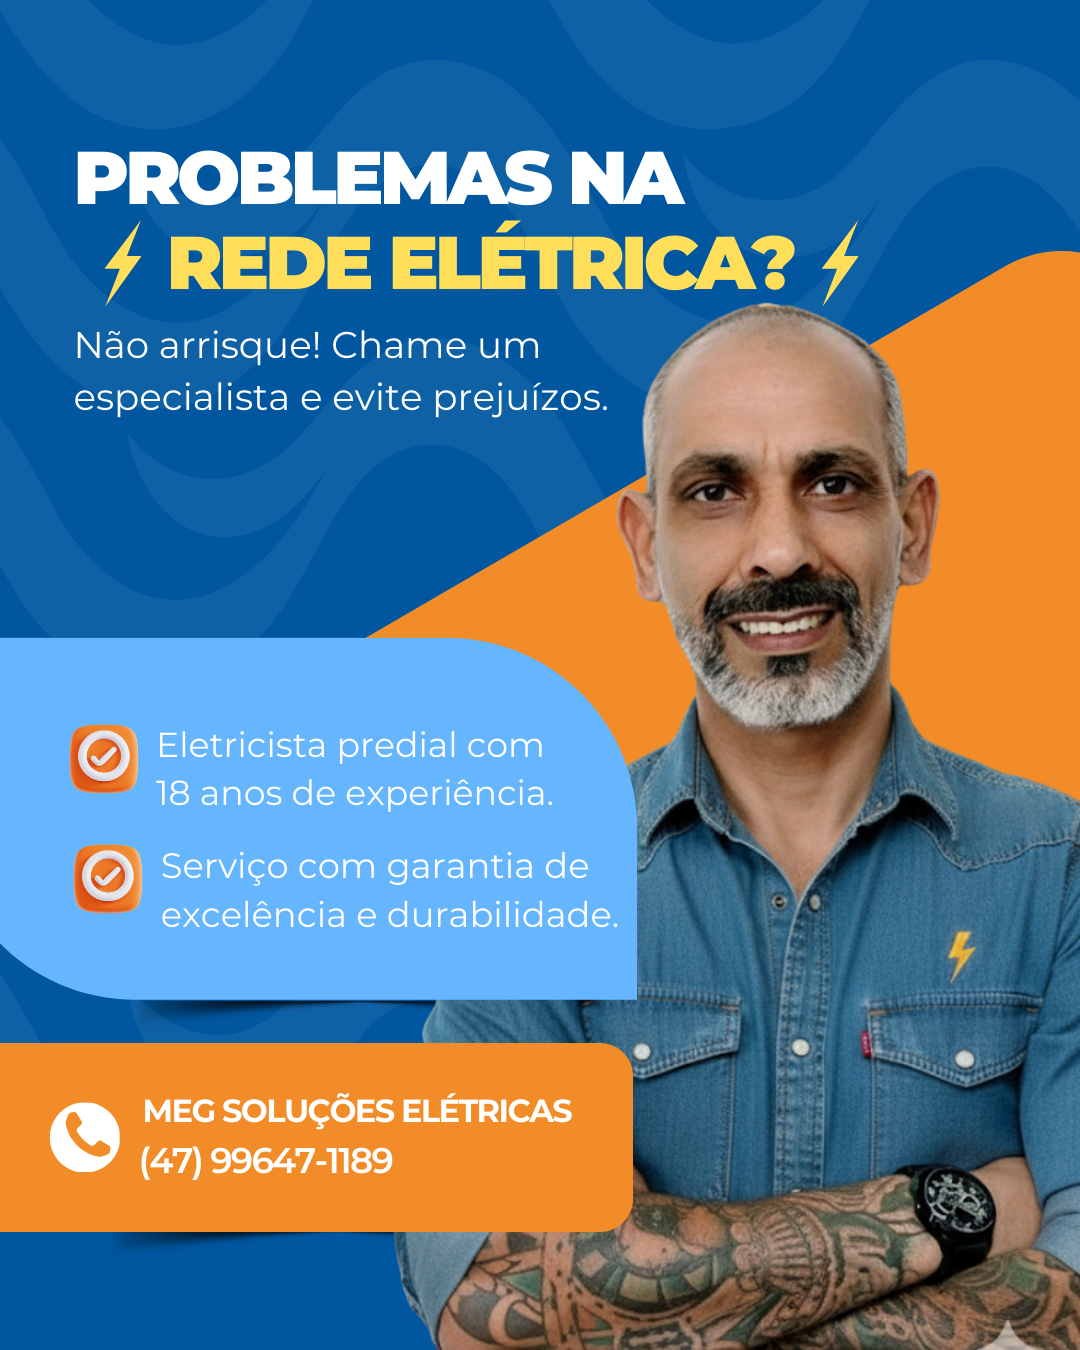 PROBLEMAS NA
REDE ELÉTRICA?
Não arrisque! Chame um
especialista e evite prejuízos.
Eletricista predial com
18 anos de experiência.
Serviço com garantia de
excelência e durabilidade.
MEG SOLUÇÕES ELÉTRICAS
(47) 99647-1189